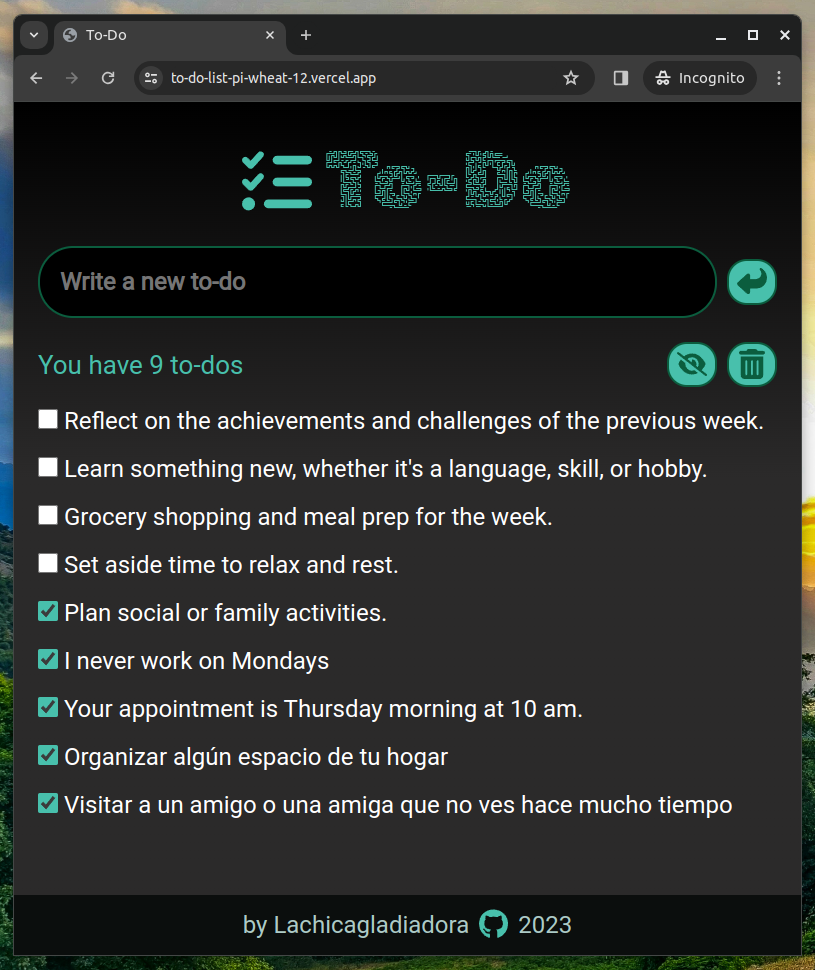 To-Do
to-do-list-pi-wheat-12.vercel.app
Incognito
To-Do
Write a new to-do
You have 9 to-dos
Reflect on the achievements and challenges of the previous week.
Learn something new, whether it's a language, skill, or hobby.
Grocery shopping and meal prep for the week.
Set aside time to relax and rest.
Plan social or family activities.
I never work on Mondays
Your appointment is Thursday morning at 10 am.
Organizar algún espacio de tu hogar
Visitar a un amigo o una amiga que no ves hace mucho tiempo
by Lachicagladiadora 2023